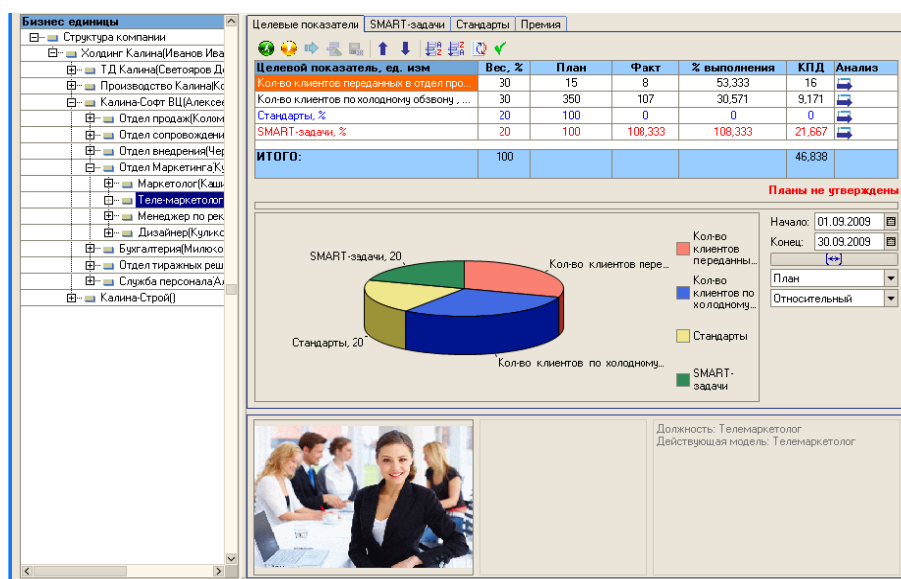 Бизнес единицы
Структура компании
Холдинг Калина(Иванов Ива
ТД Калина(Светояров Д
Производство Калина(Ко
Калина-Софт ВЦ(Алексее
Отдел продаж(Колом
Отдел сопровождени
Отдел внедрения(Чер
Отдел Маркетинга(Ку
Маркетолог(Каши
Теле-маркетолог
Менеджер по рек
Дизайнер(Куликс
Бухгалтерия(Милюко
Отдел тиражных реш
Служба персонала(Ал
Калина-Строй()
Целевые показатели SMART-задачи Стандарты Премия
Целевой показатель, ед. изм Вес, % План Факт % выполнения КПД Анализ
Кол-во клиентов переданных в отдел про... 30 15 8 53,333 16
Кол-во клиентов по холодному обзвону , ... 30 350 107 30,571 9,171
Стандарты, % 20 100 0 0 0
SMART-задачи, % 20 100 108,333 108,333 21,667
ИТОГО: 100 46,838
Планы не утверждены
Начало: 01.09.2009
Конец: 30.09.2009
[↔]
План
Относительный
SMART-задачи, 20
Кол-во клиентов пере...
Стандарты, 20
Кол-во клиентов по холодному...
Кол-во
клиентов
переданны...
Кол-во
клиентов по
холодному...
Стандарты
SMART-
задачи
Должность: Телемаркетолог
Действующая модель: Телемаркетолог